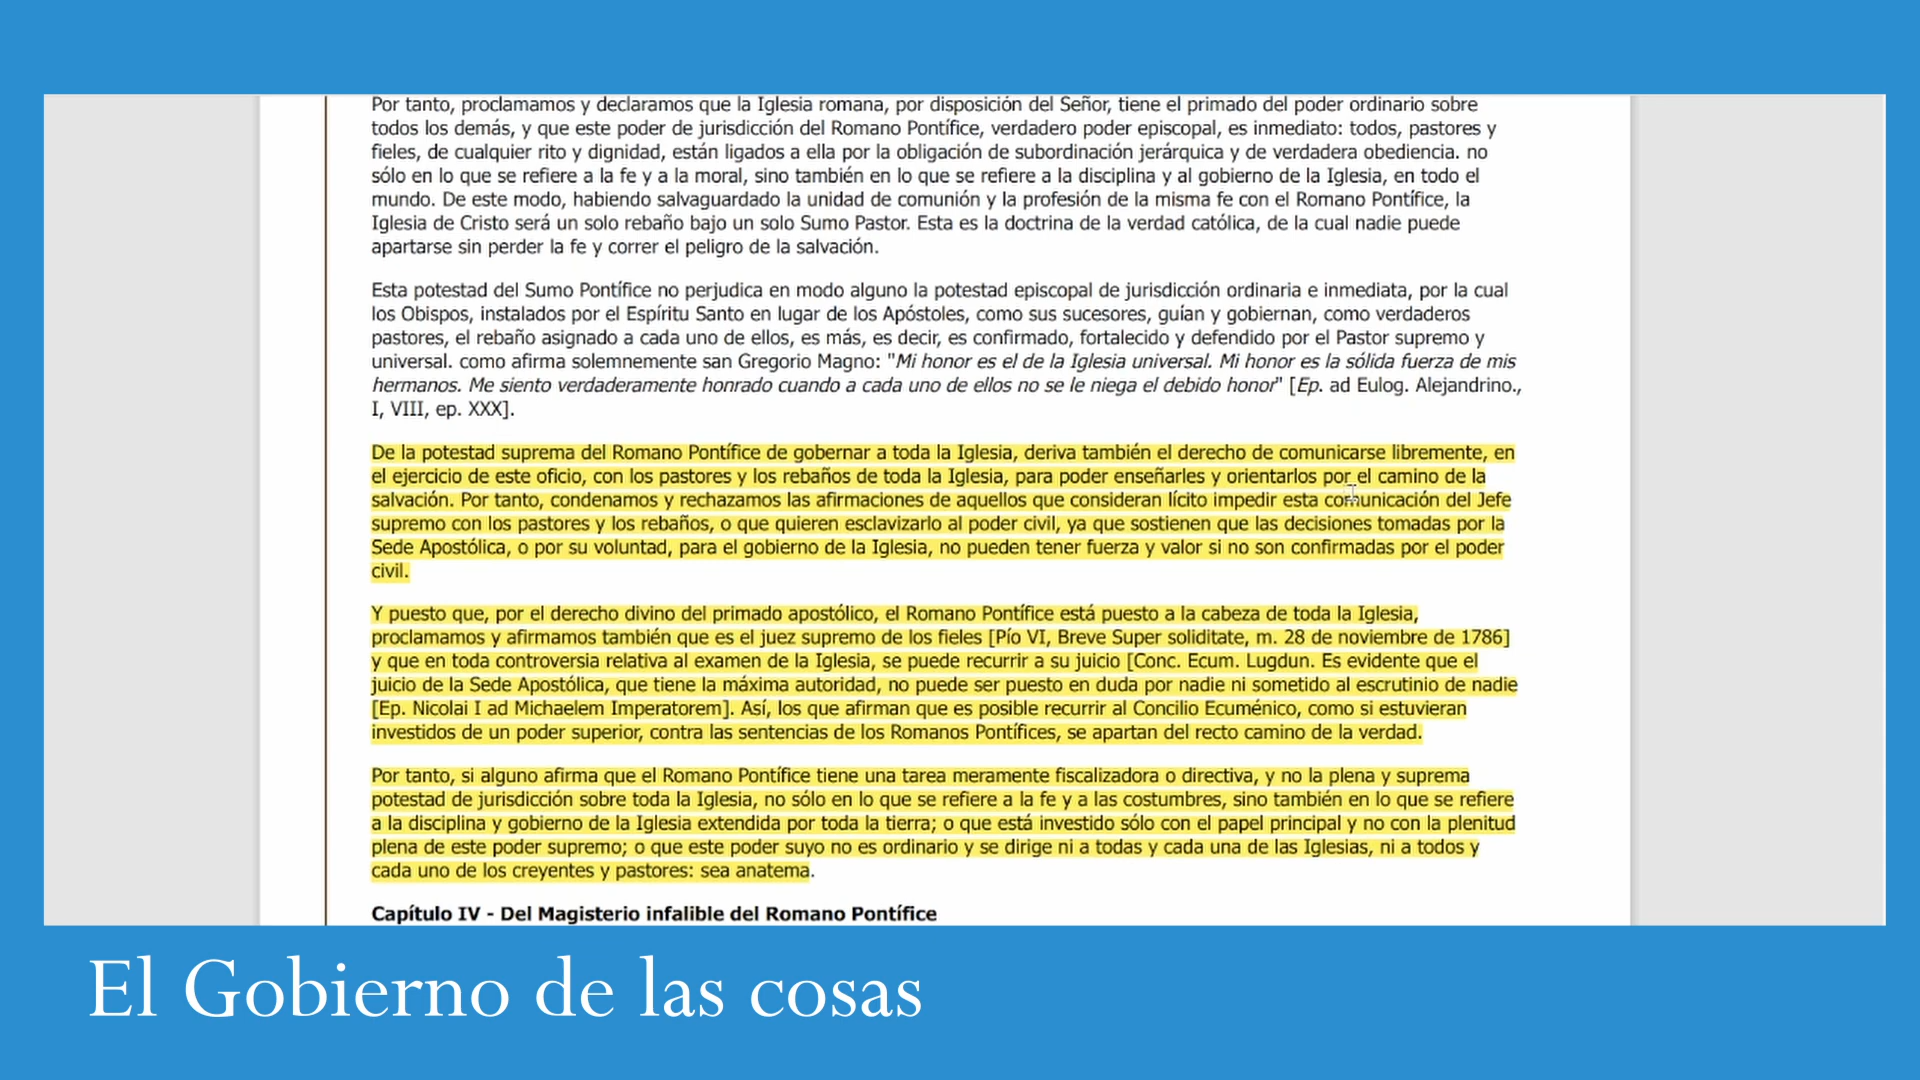 Por tanto, proclamamos y declaramos que la Iglesia romana, por disposición del Señor, tiene el primado del poder ordinario sobre
todos los demás, y que este poder de jurisdicción del Romano Pontífice, verdadero poder episcopal, es inmediato: todos, pastores y
fieles, de cualquier rito y dignidad, están ligados a ella por la obligación de subordinación jerárquica y de verdadera obediencia. no
sólo en lo que se refiere a la fe y a la moral, sino también en lo que se refiere a la disciplina y al gobierno de la Iglesia, en todo el
mundo. De este modo, habiendo salvaguardado la unidad de comunión y la profesión de la misma fe con el Romano Pontífice, la
Iglesia de Cristo será un solo rebaño bajo un solo Sumo Pastor. Esta es la doctrina de la verdad católica, de la cual nadie puede
apartarse sin perder la fe y correr el peligro de la salvación.
Esta potestad del Sumo Pontífice no perjudica en modo alguno la potestad episcopal de jurisdicción ordinaria e inmediata, por la cual
los Obispos, instalados por el Espíritu Santo en lugar de los Apóstoles, como sus sucesores, guían y gobiernan, como verdaderos
pastores, el rebaño asignado a cada uno de ellos, es más, es decir, es confirmado, fortalecido y defendido por el Pastor supremo y
universal. como afirma solemnemente san Gregorio Magno: "Mi honor es el de la Iglesia universal. Mi honor es la sólida fuerza de mis
hermanos. Me siento verdaderamente honrado cuando a cada uno de ellos no se le niega el debido honor" [Ep. ad Eulog. Alejandrino.,
I, VIII, ep. XXX].
De la potestad suprema del Romano Pontífice de gobernar a toda la Iglesia, deriva también el derecho de comunicarse libremente, en
el ejercicio de este oficio, con los pastores y los rebaños de toda la Iglesia, para poder enseñarles y orientarlos por el camino de la
salvación. Por tanto, condenamos y rechazamos las afirmaciones de aquellos que consideran lícito impedir esta comunicación del Jefe
supremo con los pastores y los rebaños, o que quieren esclavizarlo al poder civil, ya que sostienen que las decisiones tomadas por la
Sede Apostólica, o por su voluntad, para el gobierno de la Iglesia, no pueden tener fuerza y valor si no son confirmadas por el poder
civil.
Y puesto que, por el derecho divino del primado apostólico, el Romano Pontífice está puesto a la cabeza de toda la Iglesia,
proclamamos y afirmamos también que es el juez supremo de los fieles [Pío VI, Breve Super soliditate, m. 28 de noviembre de 1786]
y que en toda controversia relativa al examen de la Iglesia, se puede recurrir a su juicio [Conc. Ecum. Lugdun. Es evidente que el
juicio de la Sede Apostólica, que tiene la máxima autoridad, no puede ser puesto en duda por nadie ni sometido al escrutinio de nadie
[Ep. Nicolai I ad Michaelem Imperatorem]. Así, los que afirman que es posible recurrir al Concilio Ecuménico, como si estuvieran
investidos de un poder superior, contra las sentencias de los Romanos Pontífices, se apartan del recto camino de la verdad.
Por tanto, si alguno afirma que el Romano Pontífice tiene una tarea meramente fiscalizadora o directiva, y no la plena y suprema
potestad de jurisdicción sobre toda la Iglesia, no sólo en lo que se refiere a la fe y a las costumbres, sino también en lo que se refiere
a la disciplina y gobierno de la Iglesia extendida por toda la tierra; o que está investido sólo con el papel principal y no con la plenitud
plena de este poder supremo; o que este poder suyo no es ordinario y se dirige ni a todas y cada una de las Iglesias, ni a todos y
cada uno de los creyentes y pastores: sea anatema.
Capítulo IV - Del Magisterio infalible del Romano Pontífice
El Gobierno de las cosas